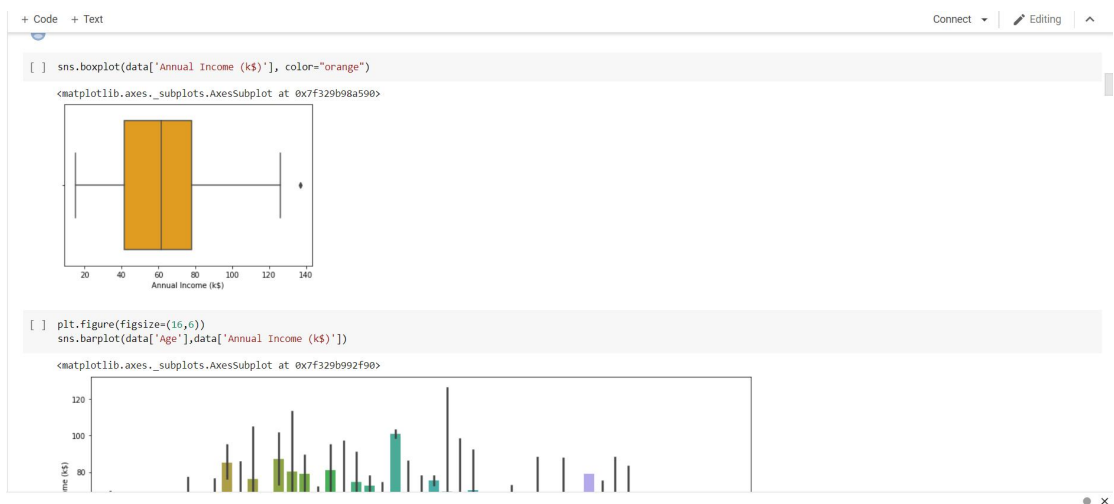 + Code + Text
Connect
Editing
[ ] sns.boxplot(data['Annual Income (k$)'], color="orange")
<matplotlib.axes._subplots.AxesSubplot at 0x7f329b98a590>
20 40 60 80 100 120 140
Annual Income (k$)
[ ] plt.figure(figsize=(16,6))
sns.barplot(data['Age'],data['Annual Income (k$)'])
<matplotlib.axes._subplots.AxesSubplot at 0x7f329b992f90>
120
100
80
me (k$)